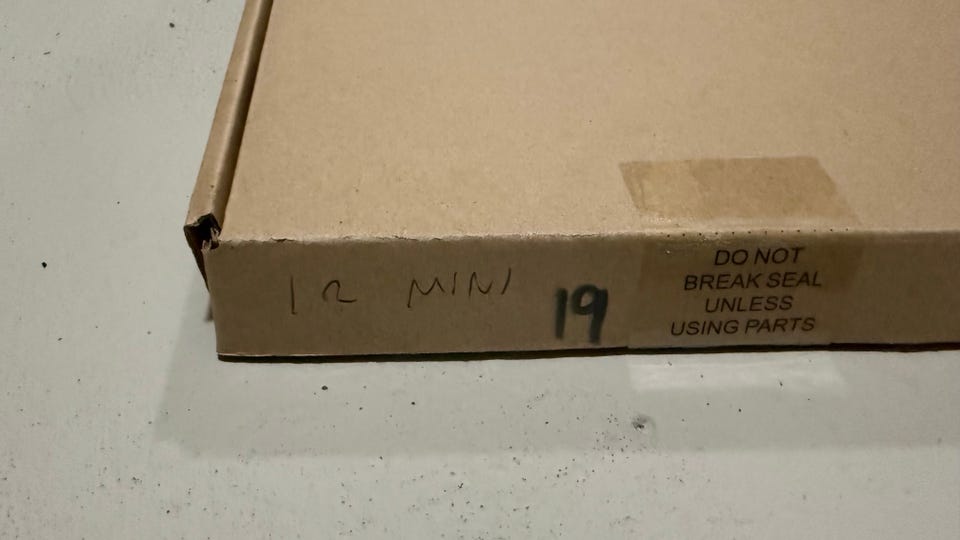 12 MINI
19
DO NOT
BREAK SEAL
UNLESS
USING PARTS